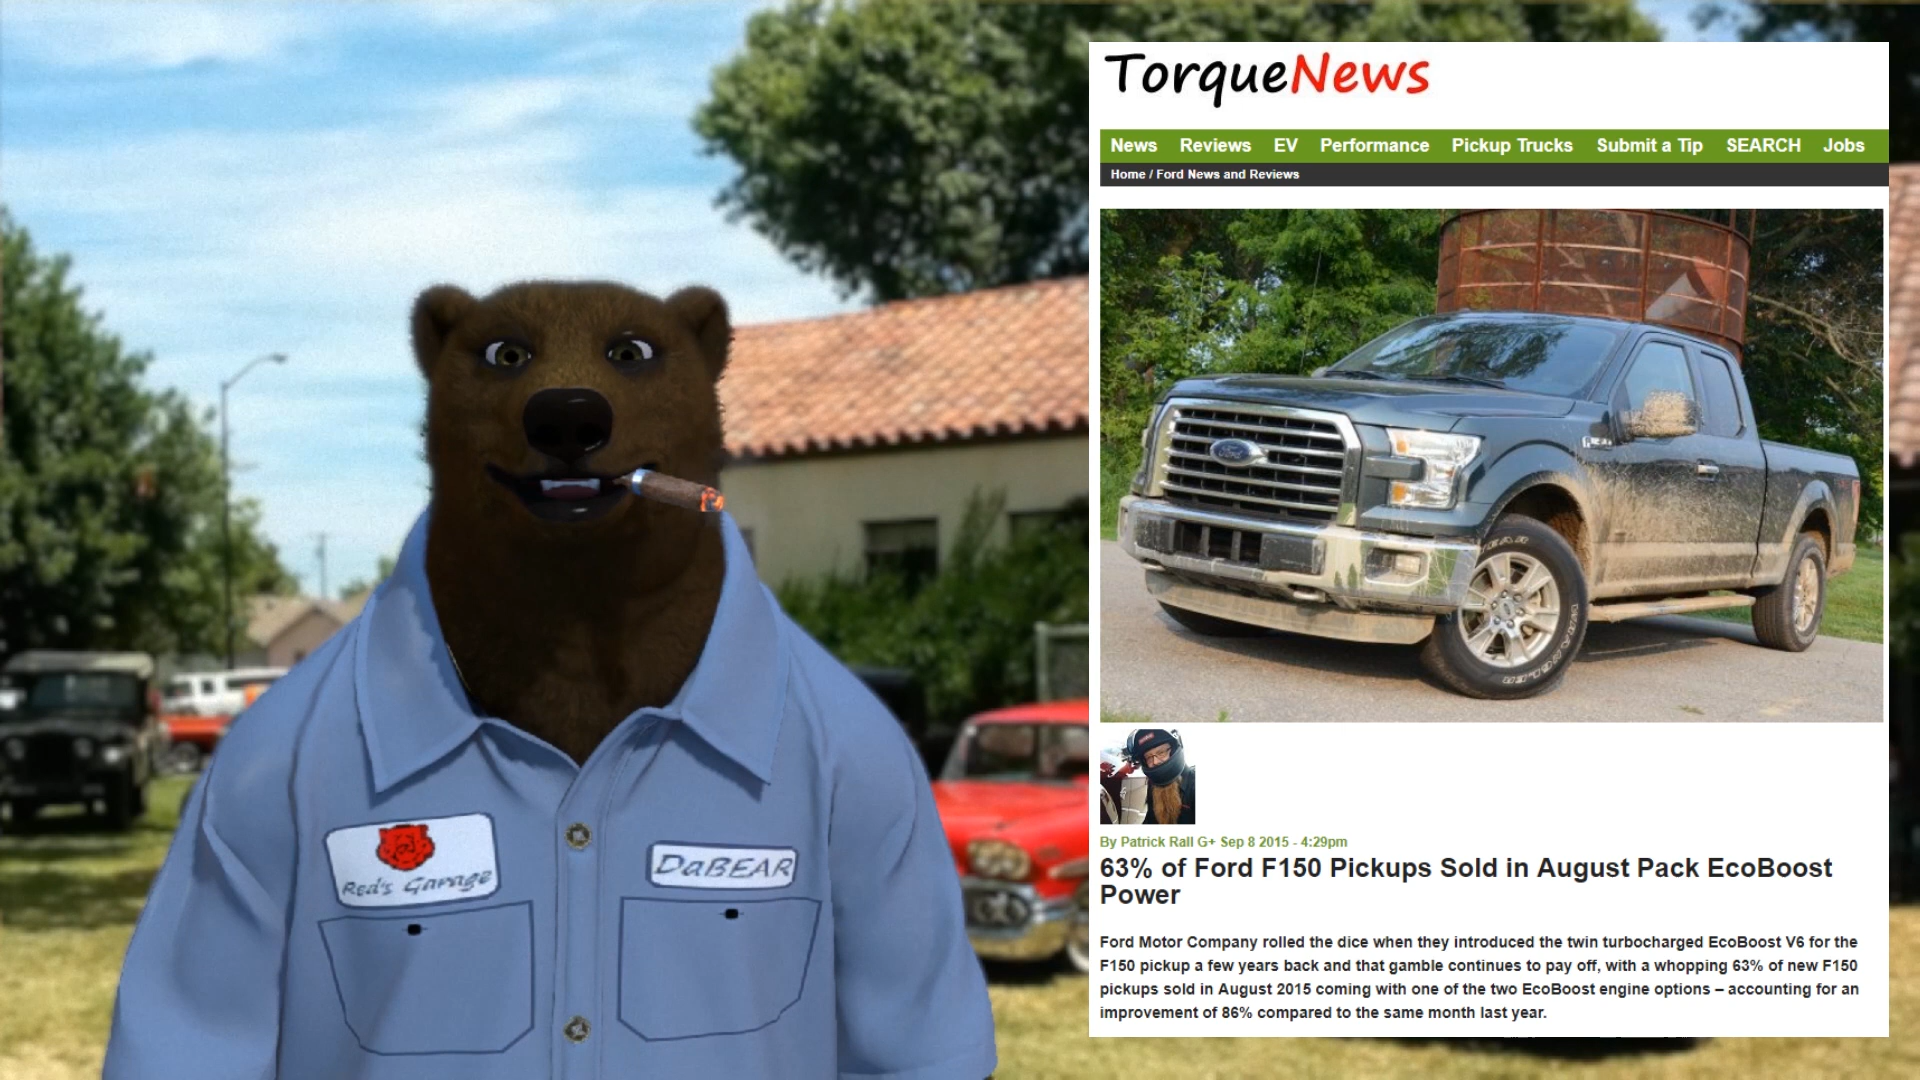 TorqueNews
News Reviews EV Performance Pickup Trucks Submit a Tip SEARCH Jobs
Home / Ford News and Reviews
Ford
By Patrick Rall G+ Sep 8 2015 - 4:29pm
63% of Ford F150 Pickups Sold in August Pack EcoBoost
Power
Ford Motor Company rolled the dice when they introduced the twin turbocharged EcoBoost V6 for the
F150 pickup a few years back and that gamble continues to pay off, with a whopping 63% of new F150
pickups sold in August 2015 coming with one of the two EcoBoost engine options – accounting for an
improvement of 86% compared to the same month last year.
Red's Garage
DaBEAR